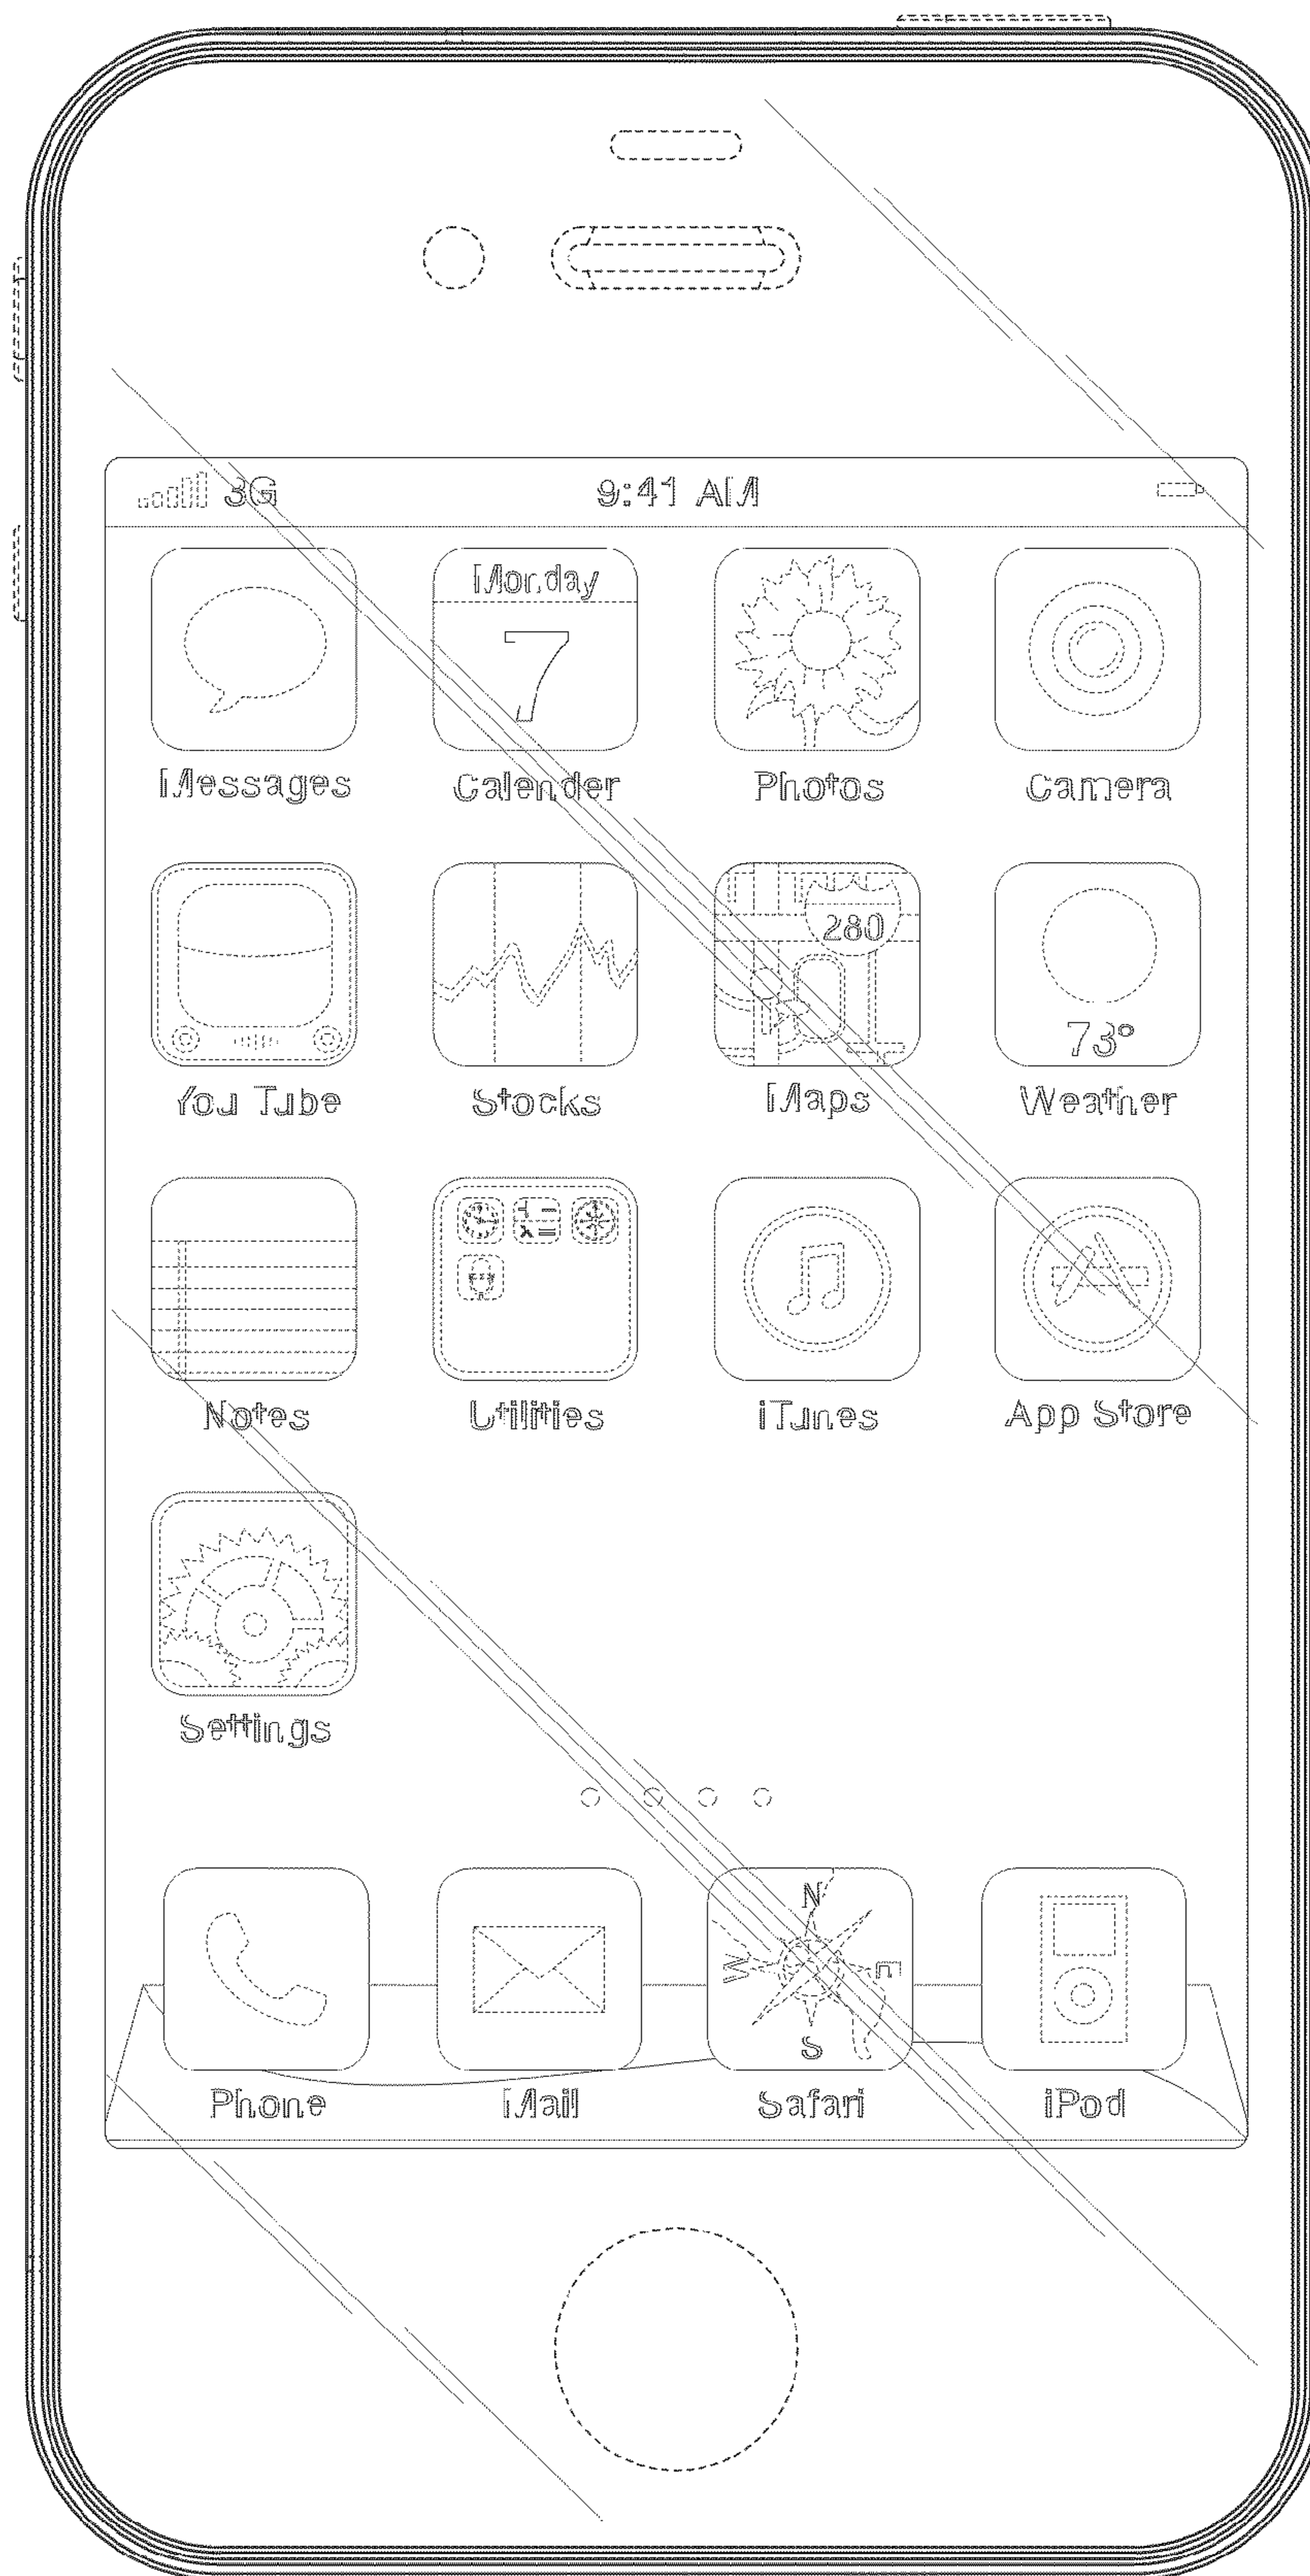 3G 9:41 AM
Monday
7
Messages Calender Photos Camera
280
73°
You Tube Stocks Maps Weather
Notes Utilities iTunes App Store
Settings
N
W E
S
Phone Mail Safari iPod